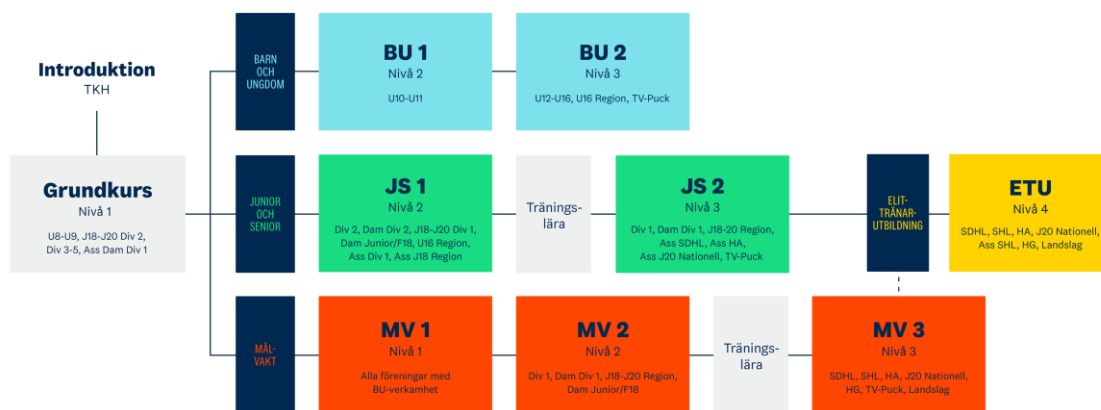 Introduktion
TKH
Grundkurs
Nivå 1
U8-U9, J18-J20 Div 2,
Div 3-5, Ass Dam Div 1
BARN
OCH
UNGDOM
BU 1
Nivå 2
U10-U11
BU 2
Nivå 3
U12-U16, U16 Region, TV-Puck
JUNIOR
OCH
SENIOR
JS 1
Nivå 2
Div 2, Dam Div 2, J18-J20 Div 1,
Dam Junior/F18, U16 Region,
Ass Div 1, Ass J18 Region
Tränings-
lära
JS 2
Nivå 3
Div 1, Dam Div 1, J18-20 Region,
Ass SDHL, Ass HA,
Ass J20 Nationell, TV-Puck
ELIT-
TRÄNAR-
UTBILDNING
ETU
Nivå 4
SDHL, SHL, HA, J20 Nationell,
Ass SHL, HG, Landslag
MÅL-
VAKT
MV 1
Nivå 1
Alla föreningar med
BU-verkamhet
MV 2
Nivå 2
Div 1, Dam Div 1, J18-J20 Region,
Dam Junior/F18
Tränings-
lära
MV 3
Nivå 3
SDHL, SHL, HA, J20 Nationell,
HG, TV-Puck, Landslag